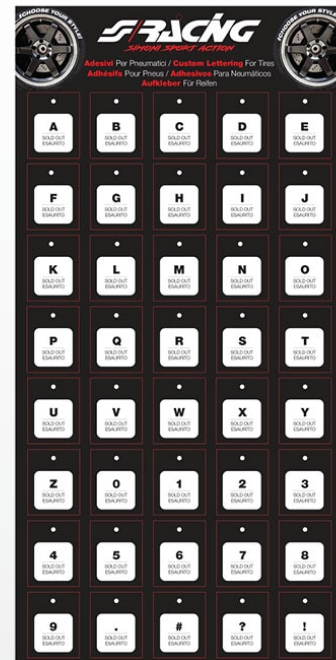 CHOOSE YOUR STYLE!
S-RACING
CHOOSE YOUR STYLE!
SIMONI SPORT ACTION
Adesivi Per Pneumatici / Custom Lettering For Tires
Adhésifs Pour Pneus / Adhesivos Para Neumáticos
Aufkleber Für Reifen
A B C D E
SOLD OUT SOLD OUT SOLD OUT SOLD OUT SOLD OUT
ESAURITO ESAURITO ESAURITO ESAURITO ESAURITO
F G H I J
SOLD OUT SOLD OUT SOLD OUT SOLD OUT SOLD OUT
ESAURITO ESAURITO ESAURITO ESAURITO ESAURITO
K L M N O
SOLD OUT SOLD OUT SOLD OUT SOLD OUT SOLD OUT
ESAURITO ESAURITO ESAURITO ESAURITO ESAURITO
P Q R S T
SOLD OUT SOLD OUT SOLD OUT SOLD OUT SOLD OUT
ESAURITO ESAURITO ESAURITO ESAURITO ESAURITO
U V W X Y
SOLD OUT SOLD OUT SOLD OUT SOLD OUT SOLD OUT
ESAURITO ESAURITO ESAURITO ESAURITO ESAURITO
Z 0 1 2 3
SOLD OUT SOLD OUT SOLD OUT SOLD OUT SOLD OUT
ESAURITO ESAURITO ESAURITO ESAURITO ESAURITO
4 5 6 7 8
SOLD OUT SOLD OUT SOLD OUT SOLD OUT SOLD OUT
ESAURITO ESAURITO ESAURITO ESAURITO ESAURITO
9 . # ? !
SOLD OUT SOLD OUT SOLD OUT SOLD OUT SOLD OUT
ESAURITO ESAURITO ESAURITO ESAURITO ESAURITO